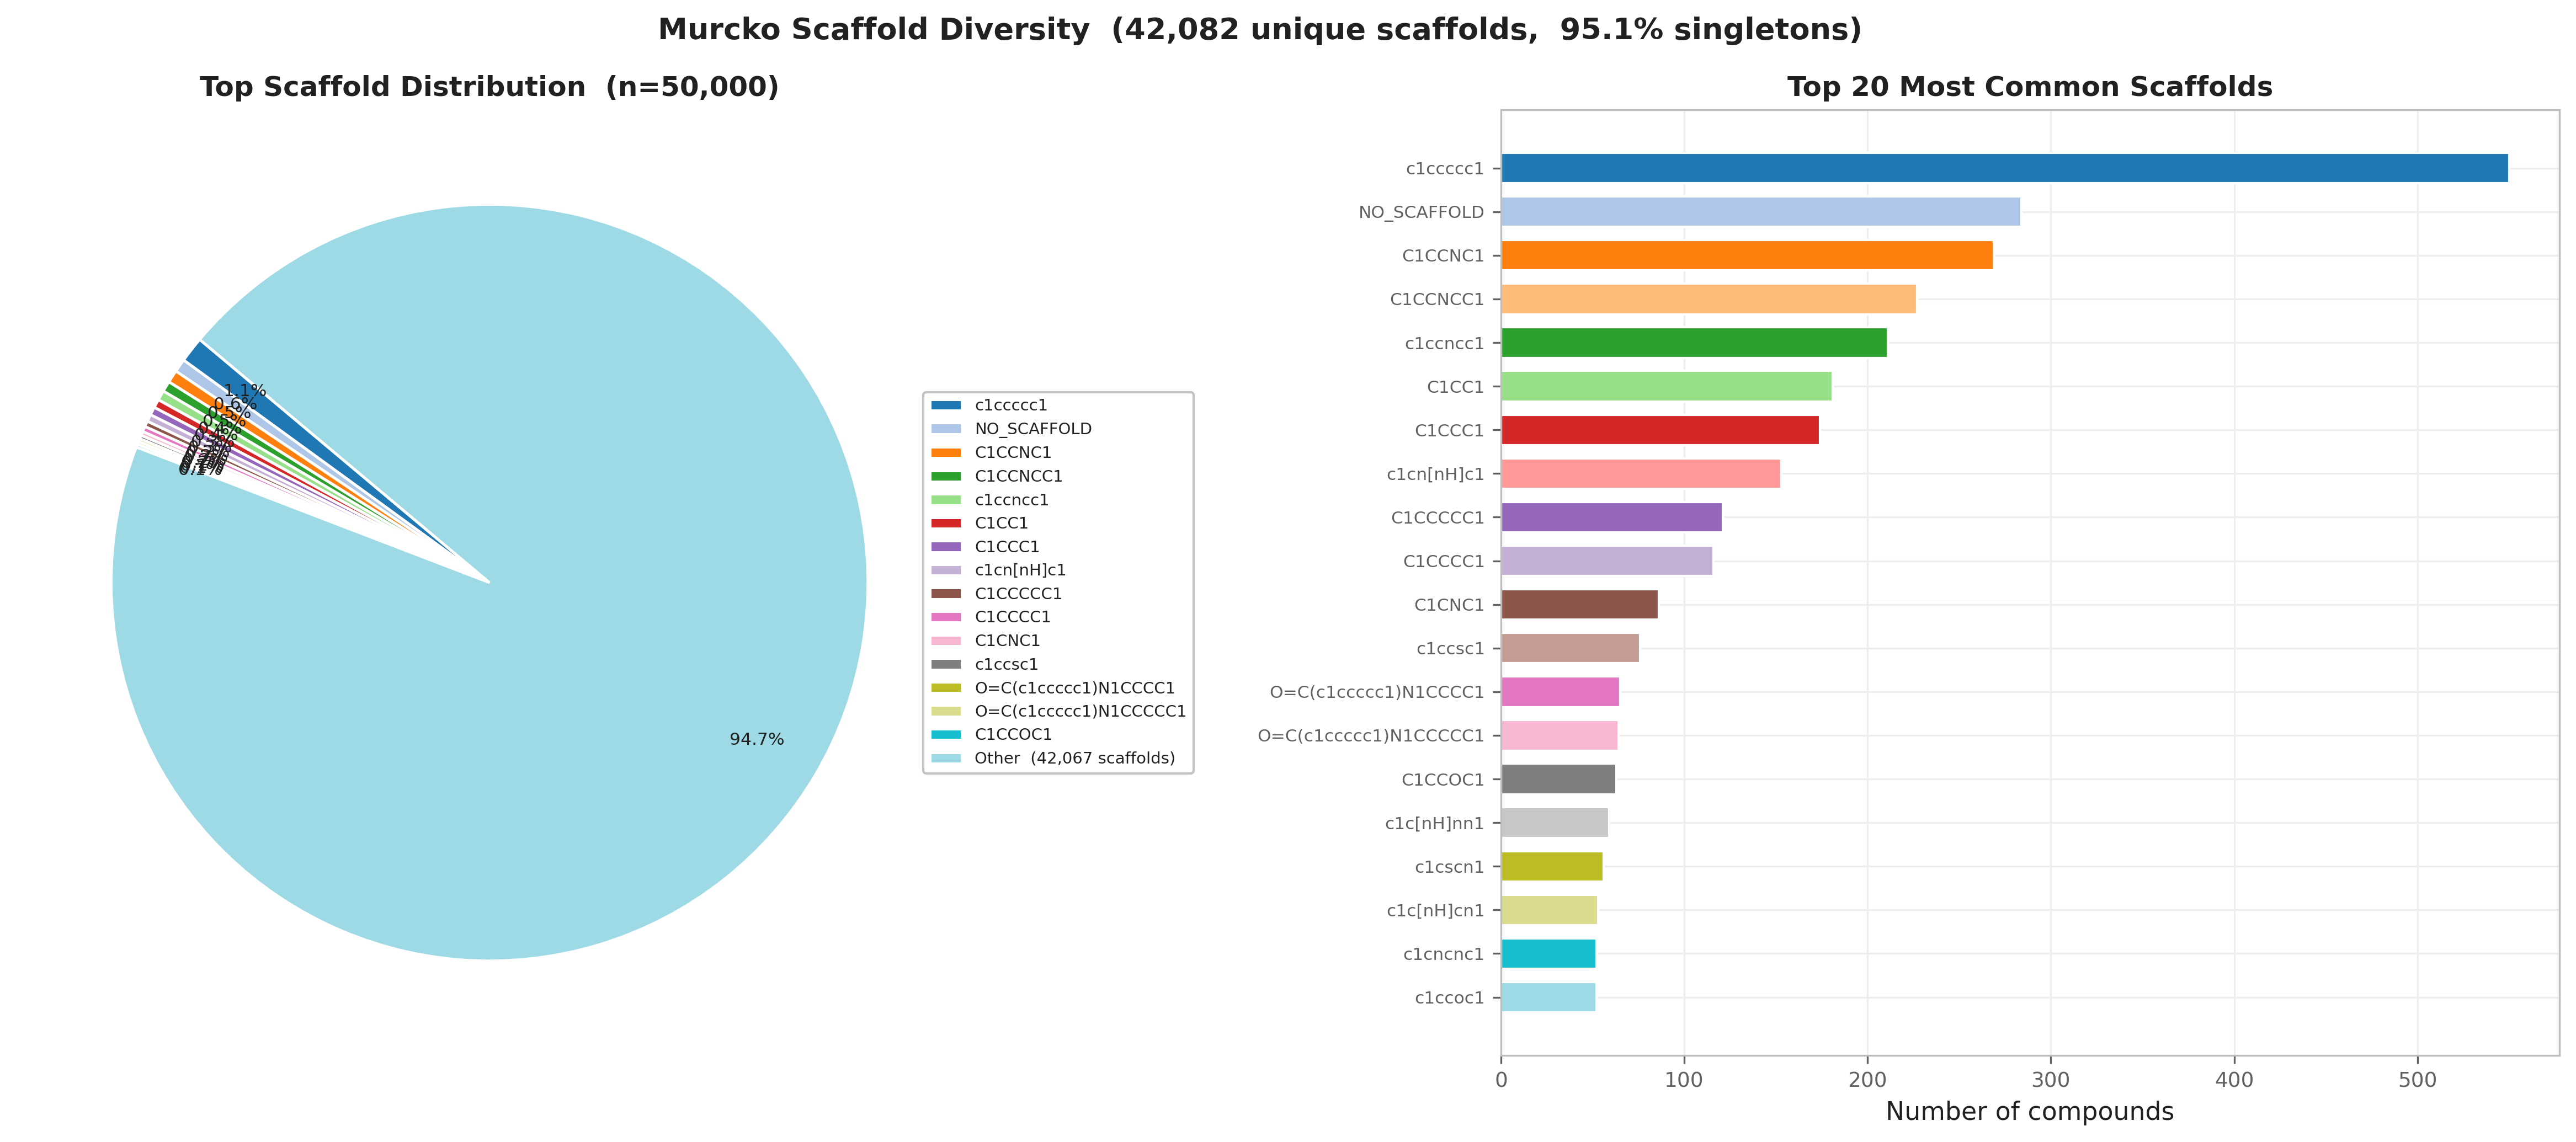 Murcko Scaffold Diversity (42,082 unique scaffolds, 95.1% singletons)
Top Scaffold Distribution (n=50,000)
1.1%
0.6%
0.5%
94.7%
0.1%
c1ccccc1
NO_SCAFFOLD
C1CCNC1
C1CCNCC1
c1ccncc1
C1CC1
C1CCC1
c1cn[nH]c1
C1CCCCC1
C1CCCC1
C1CNC1
c1ccsc1
O=C(c1ccccc1)N1CCCC1
O=C(c1ccccc1)N1CCCCC1
C1CCOC1
Other (42,067 scaffolds)
Top 20 Most Common Scaffolds
c1ccccc1
NO_SCAFFOLD
C1CCNC1
C1CCNCC1
c1ccncc1
C1CC1
C1CCC1
c1cn[nH]c1
C1CCCCC1
C1CCCC1
C1CNC1
c1ccsc1
O=C(c1ccccc1)N1CCCC1
O=C(c1ccccc1)N1CCCCC1
C1CCOC1
c1c[nH]nn1
c1cscn1
c1c[nH]cn1
c1cncnc1
c1ccoc1
0 100 200 300 400 500
Number of compounds